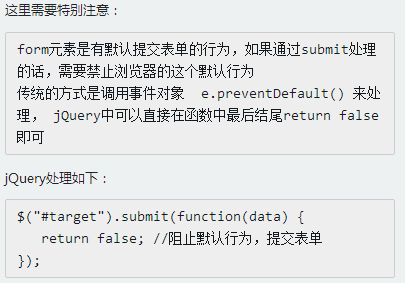 这里需要特别注意：
form元素是有默认提交表单的行为，如果通过submit处理
的话，需要禁止浏览器的这个默认行为
传统的方式是调用事件对象  e.preventDefault() 来处
理， jQuery中可以直接在函数中最后结尾return false
即可
jQuery处理如下：
$("#target").submit(function(data) {
   return false; //阻止默认行为，提交表单
});